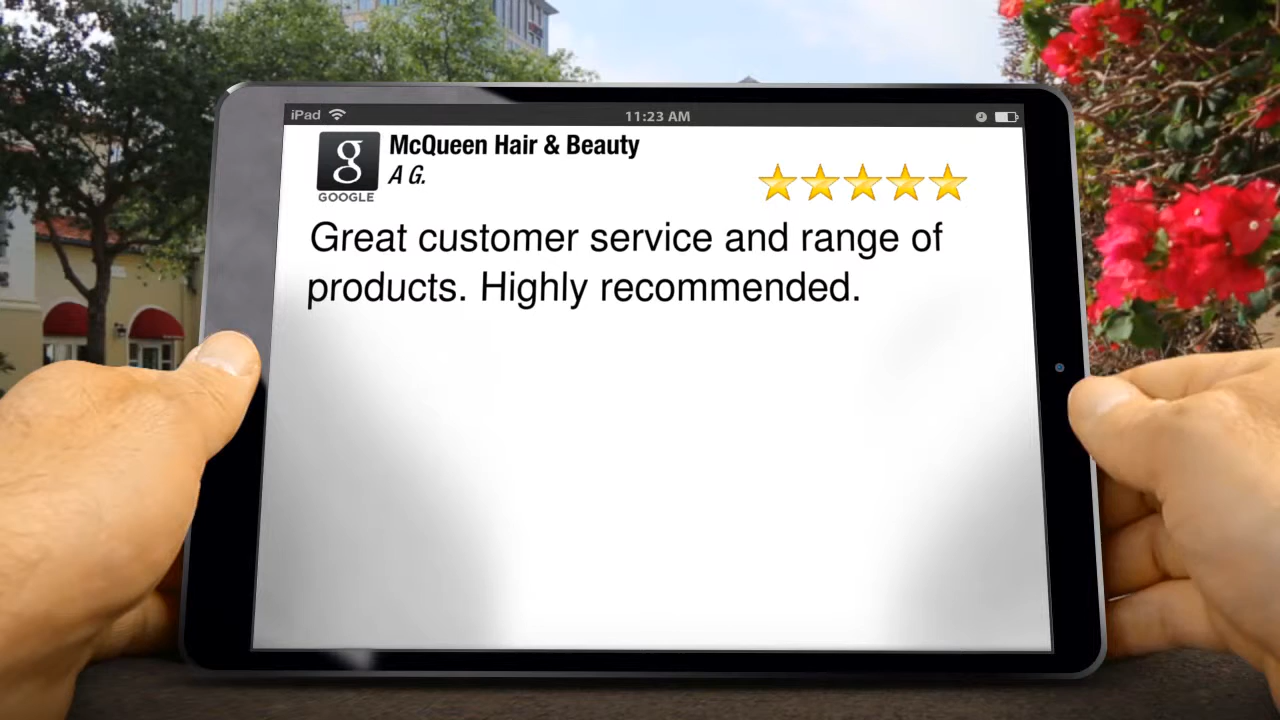 iPad 11:23 AM
McQueen Hair & Beauty
A G.
g
GOOGLE
Great customer service and range of
products. Highly recommended.